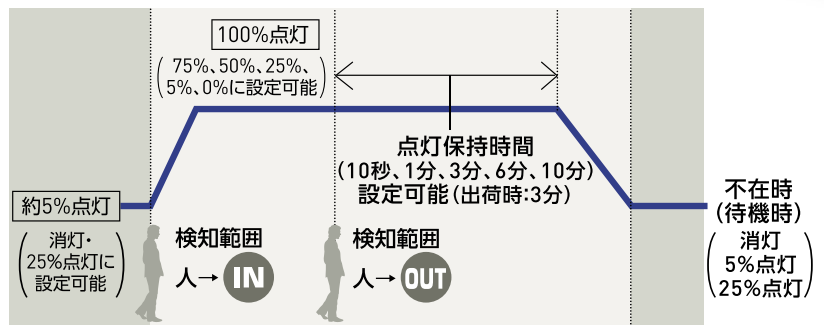 100%点灯
(75%、50%、25%、
5%、0%に設定可能)
点灯保持時間
(10秒、1分、3分、6分、10分)
設定可能(出荷時:3分)
約5%点灯
(消灯・
25%点灯に
設定可能)
検知範囲
人→IN
検知範囲
人→OUT
不在時
(待機時)
(消灯
5%点灯
25%点灯)